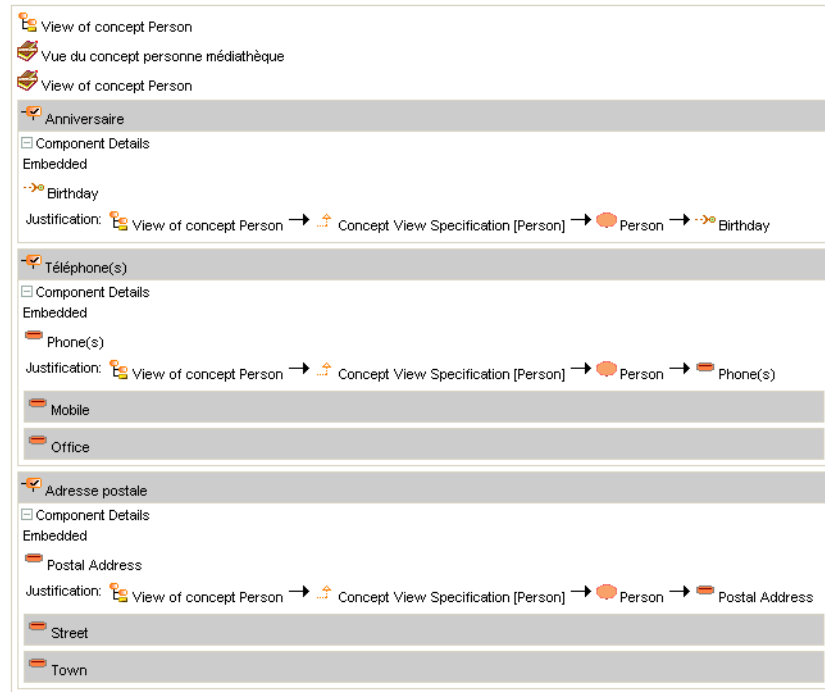 View of concept Person
Vue du concept personne médiathèque
View of concept Person
Anniversaire
Component Details
Embedded
Birthday
Justification: View of concept Person Concept View Specification [Person] Person Birthday
Téléphone(s)
Component Details
Embedded
Phone(s)
Justification: View of concept Person Concept View Specification [Person] Person Phone(s)
Mobile
Office
Adresse postale
Component Details
Embedded
Postal Address
Justification: View of concept Person Concept View Specification [Person] Person Postal Address
Street
Town